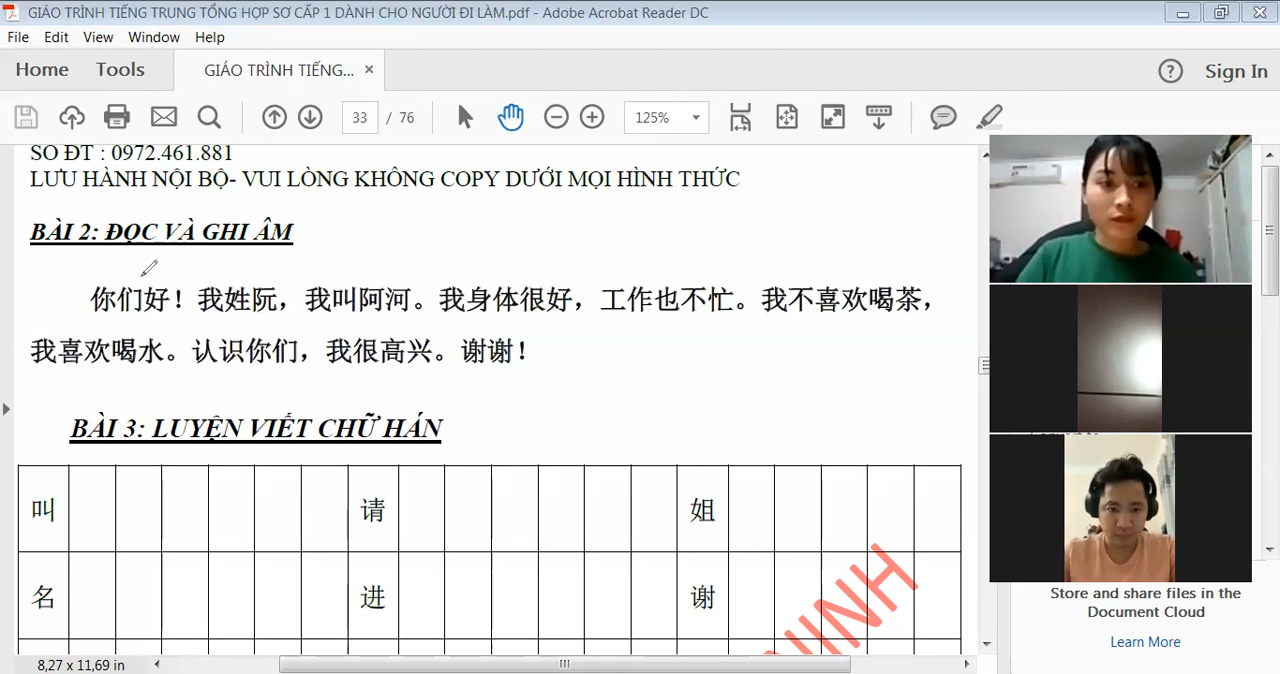 GIÁO TRÌNH TIẾNG TRUNG TỔNG HỢP SƠ CẤP 1 DÀNH CHO NGƯỜI ĐI LÀM.pdf - Adobe Acrobat Reader DC
File Edit View Window Help
Home Tools GIÁO TRÌNH TIẾNG... × Sign In
33 / 76 125%
SO ĐT : 0972.461.881
LƯU HÀNH NỘI BỘ- VUI LÒNG KHÔNG COPY DƯỚI MỌI HÌNH THỨC
BÀI 2: ĐỌC VÀ GHI ÂM
你们好！我姓阮，我叫阿河。我身体很好，工作也不忙。我不喜欢喝茶，
我喜欢喝水。认识你们，我很高兴。谢谢！
BÀI 3: LUYỆN VIẾT CHỮ HÁN
叫 请 姐
名 进 谢
Store and share files in the
Document Cloud
Learn More
8,27 x 11,69 in